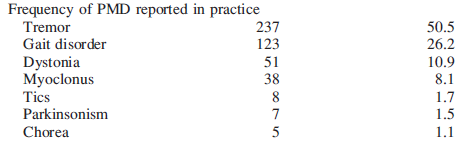 Frequency of PMD reported in practice
Tremor 237 50.5
Gait disorder 123 26.2
Dystonia 51 10.9
Myoclonus 38 8.1
Tics 8 1.7
Parkinsonism 7 1.5
Chorea 5 1.1